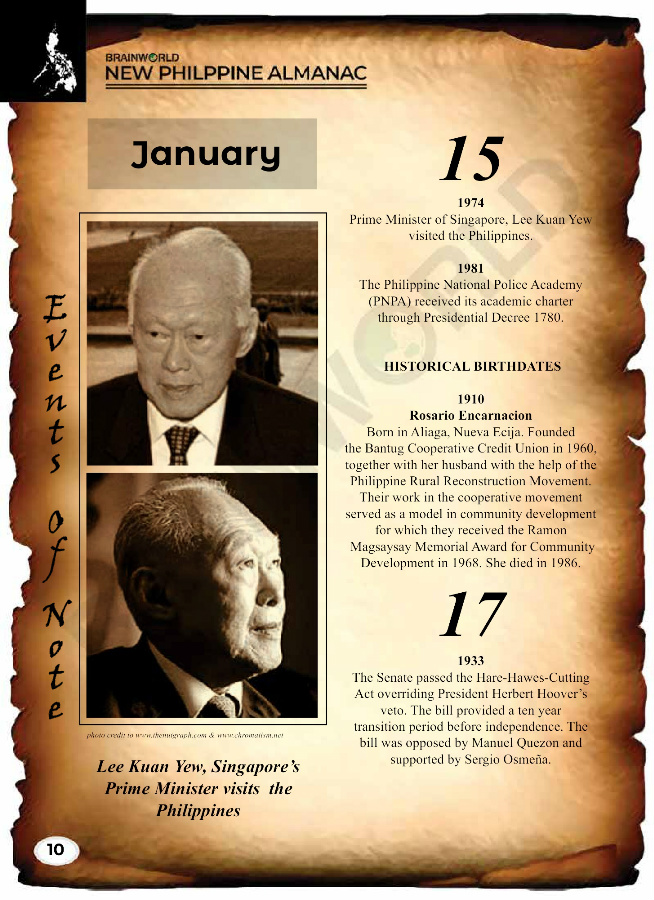 BRAINWORLD
NEW PHILPPINE ALMANAC
January
Events of Note
photo credit to www.thentograph.com & www.chromatism.net
Lee Kuan Yew, Singapore's
Prime Minister visits the
Philippines
10
15
1974
Prime Minister of Singapore, Lee Kuan Yew
visited the Philippines.
1981
The Philippine National Police Academy
(PNPA) received its academic charter
through Presidential Decree 1780.
HISTORICAL BIRTHDATES
1910
Rosario Encarnacion
Born in Aliaga, Nueva Ecija. Founded
the Bantug Cooperative Credit Union in 1960,
together with her husband with the help of the
Philippine Rural Reconstruction Movement.
Their work in the cooperative movement
served as a model in community development
for which they received the Ramon
Magsaysay Memorial Award for Community
Development in 1968. She died in 1986.
17
1933
The Senate passed the Hare-Hawes-Cutting
Act overriding President Herbert Hoover's
veto. The bill provided a ten year
transition period before independence. The
bill was opposed by Manuel Quezon and
supported by Sergio Osmeña.